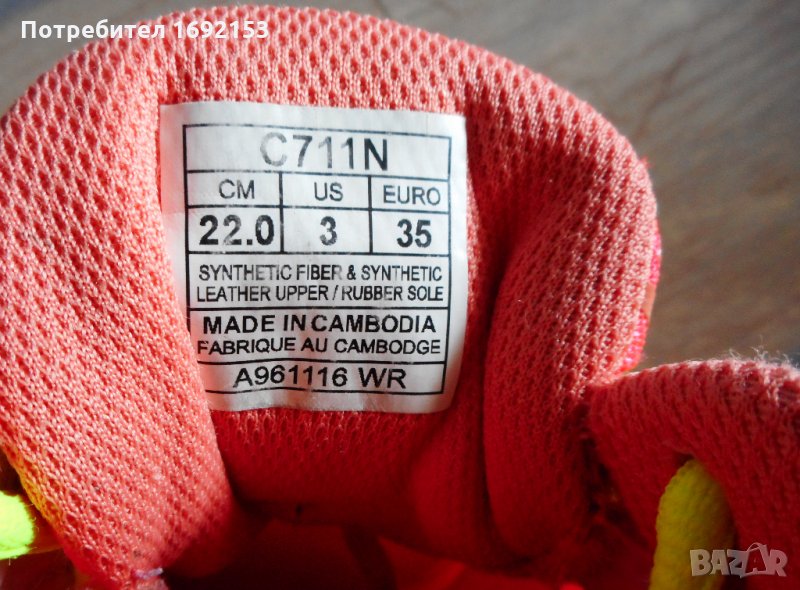 Потребител 1692153
C711N
CM US EURO
22.0 3 35
SYNTHETIC FIBER & SYNTHETIC
LEATHER UPPER / RUBBER SOLE
MADE IN CAMBODIA
FABRIQUE AU CAMBODGE
A961116 WR
BAZAR